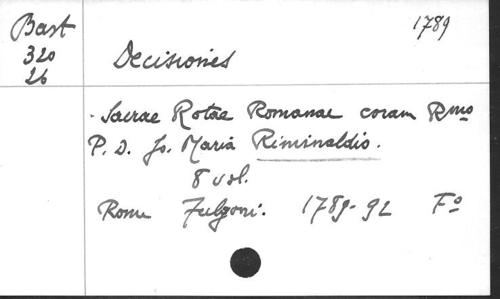 Bast
320
26
1789
Decisiones
Sacrae Rotae Romanae coram Rmo
P. D. Jo. Maria Riminaldio.
8 vol.
Rome Fulgoni. 1789-92 Fo